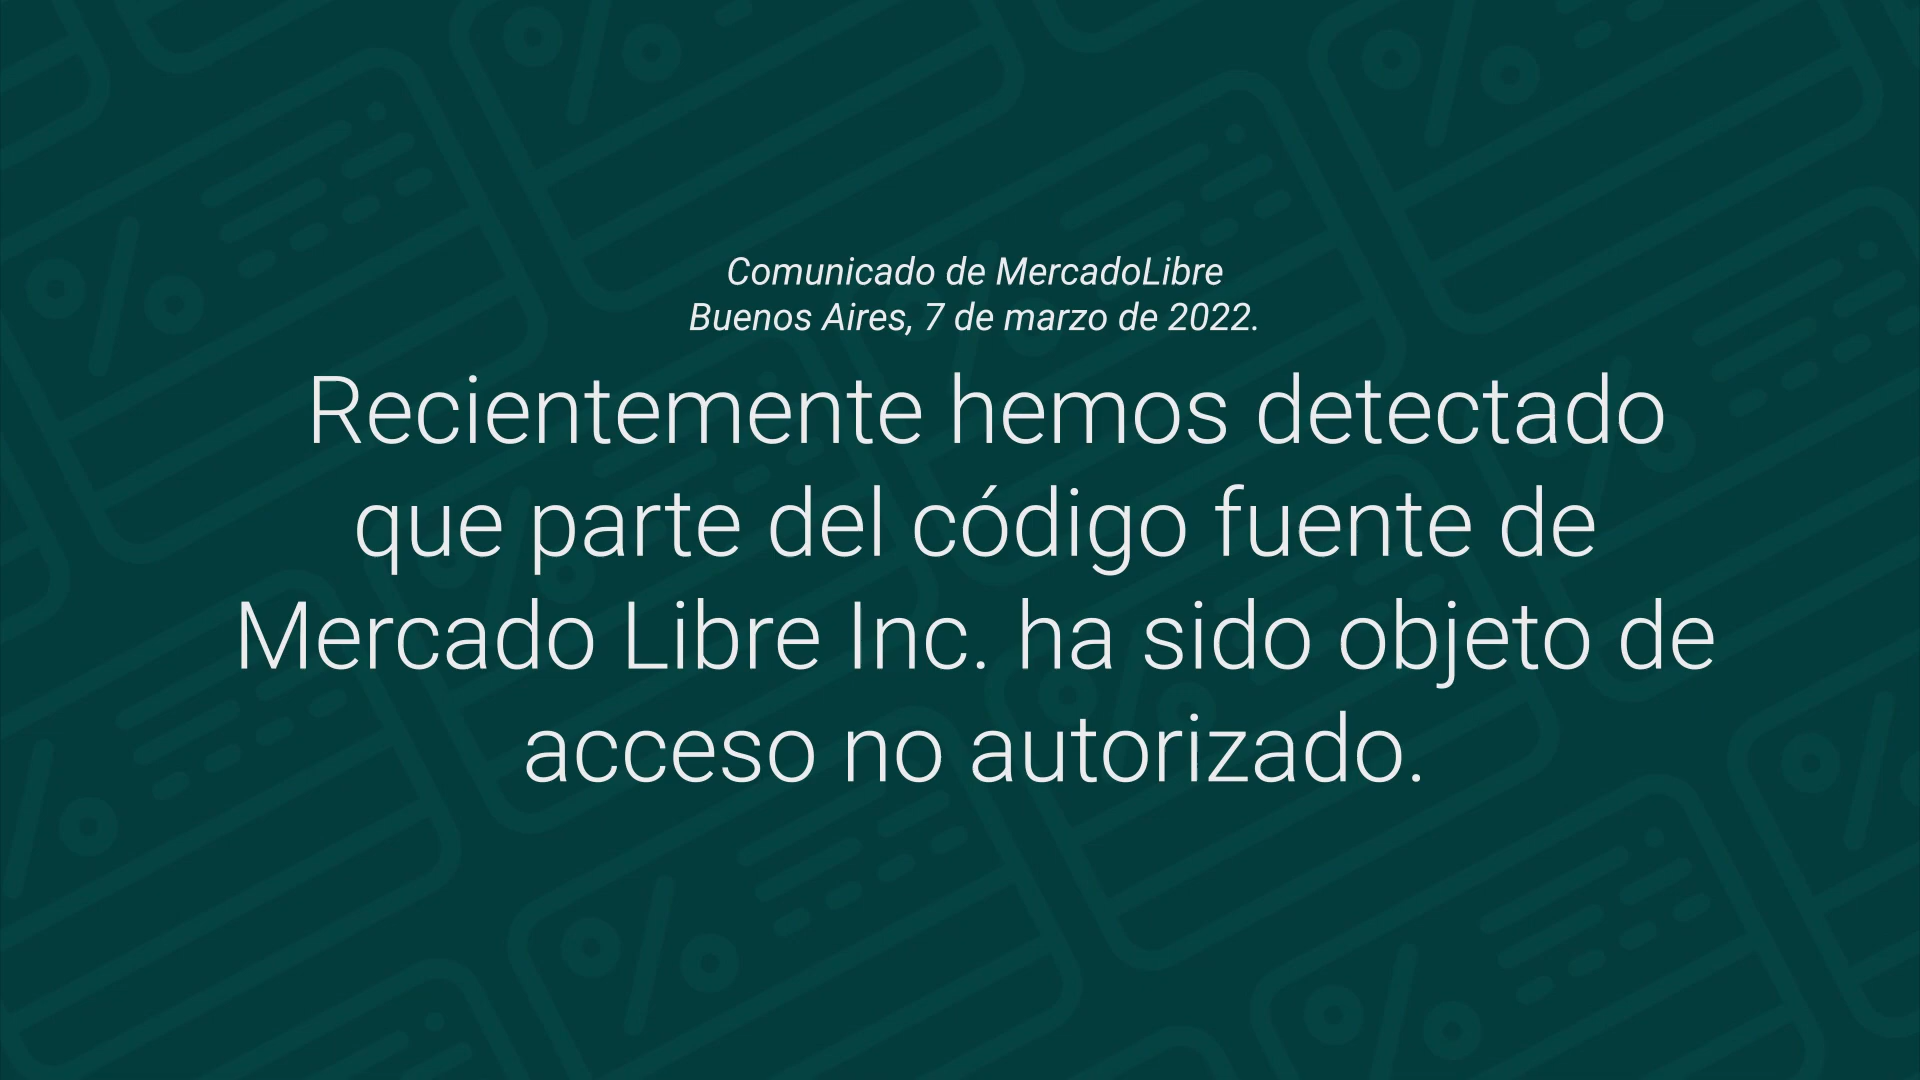 Comunicado de MercadoLibre
Buenos Aires, 7 de marzo de 2022.
Recientemente hemos detectado
que parte del código fuente de
Mercado Libre Inc. ha sido objeto de
acceso no autorizado.